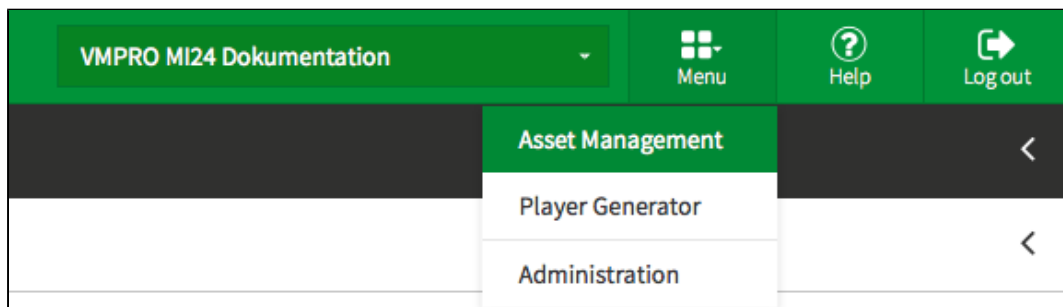 VMPRO MI24 Dokumentation
Menu
Help
Log out
Asset Management
Player Generator
Administration